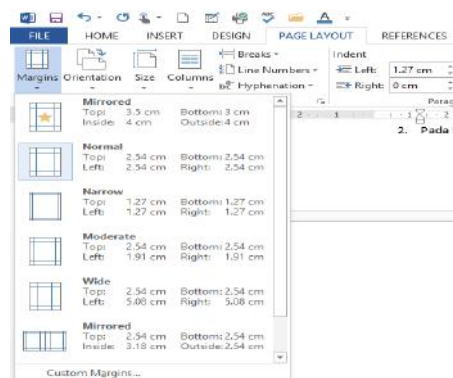 FILE HOME INSERT DESIGN PAGE LAYOUT REFERENCES
Margins Orientation Size Columns
Breaks
Line Numbers
Hyphenation
Indent
Left: 1.27 cm
Right: 0 cm
Parag
2 1 1 2
2. Pada
Mirrored
Top: 3.5 cm Bottom: 3 cm
Inside: 4 cm Outside: 4 cm
Normal
Top: 2.54 cm Bottom: 2.54 cm
Left: 2.54 cm Right: 2.54 cm
Narrow
Top: 1.27 cm Bottom: 1.27 cm
Left: 1.27 cm Right: 1.27 cm
Moderate
Top: 2.54 cm Bottom: 2.54 cm
Left: 1.91 cm Right: 1.91 cm
Wide
Top: 2.54 cm Bottom: 2.54 cm
Left: 5.08 cm Right: 5.08 cm
Mirrored
Top: 2.54 cm Bottom: 2.54 cm
Inside: 3.18 cm Outside: 2.54 cm
Custom Margins...